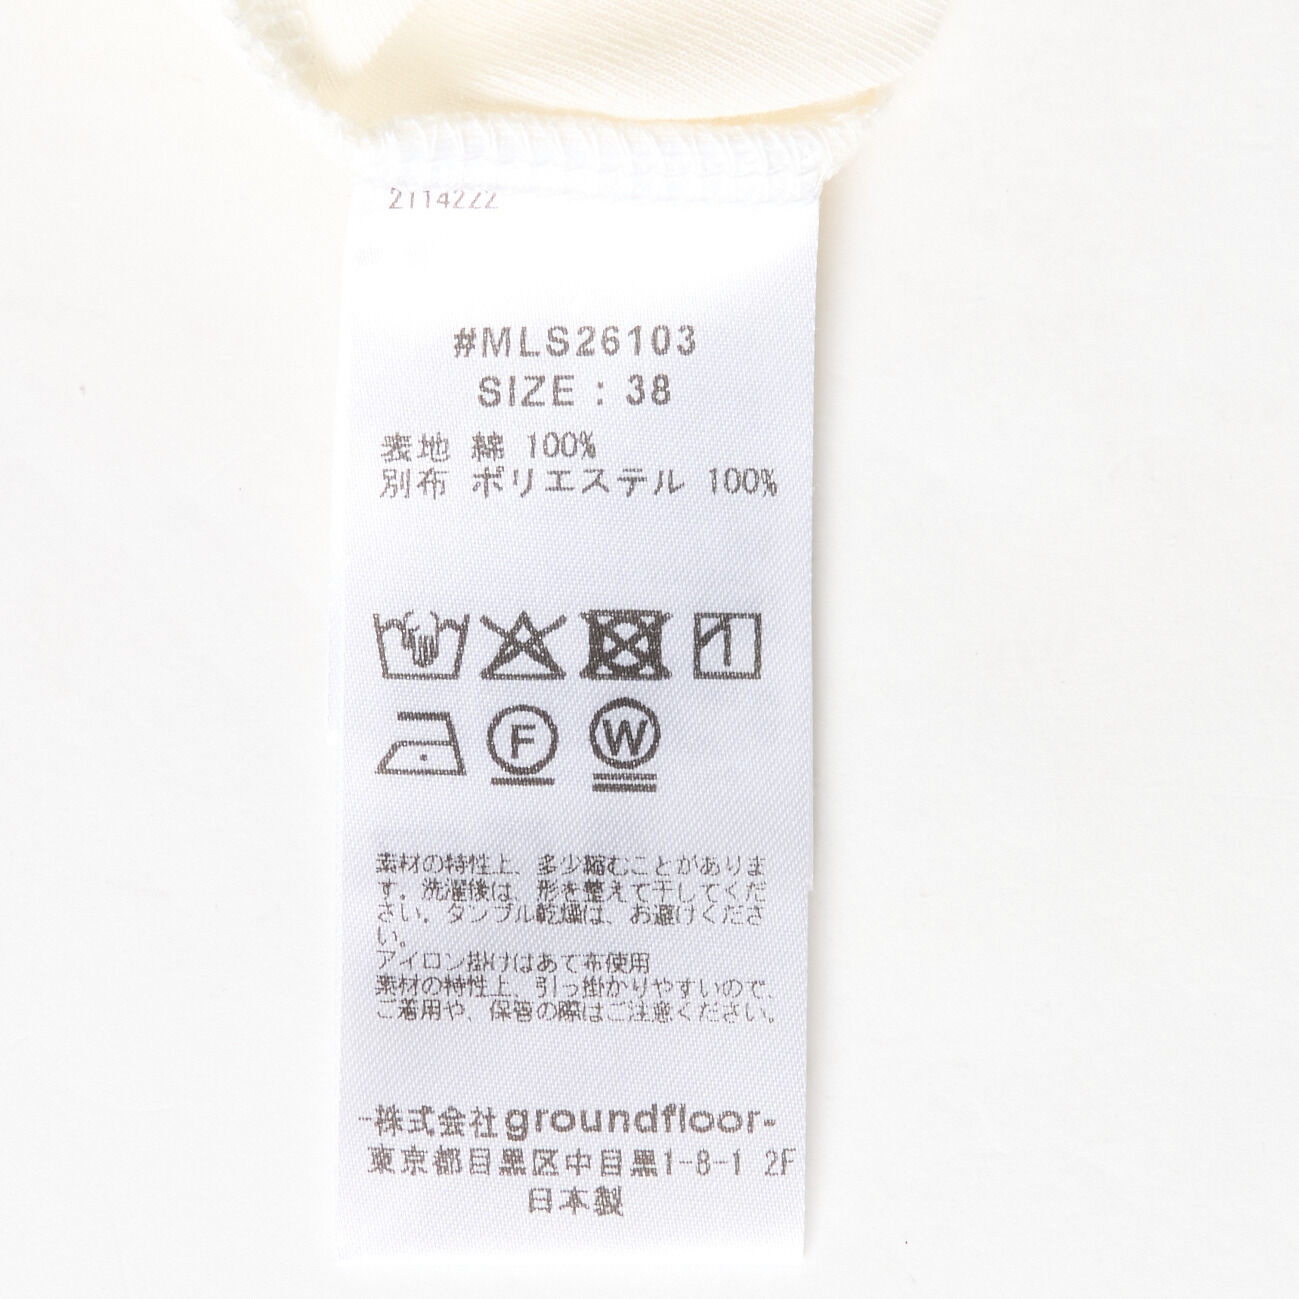 2114222
#MLS26103
SIZE : 38
表地 綿 100%
別布 ポリエステル 100%
F
W
素材の特性上、多少縮むことがありま
す。洗濯後は、形を整えて干してくだ
さい。タンブル乾燥は、お避けくださ
い。
アイロン掛けはあて布使用
素材の特性上、引っ掛かりやすいので、
ご着用や、保管の際はご注意ください。
-株式会社groundfloor-
東京都目黒区中目黒1-8-1 2F
日本製